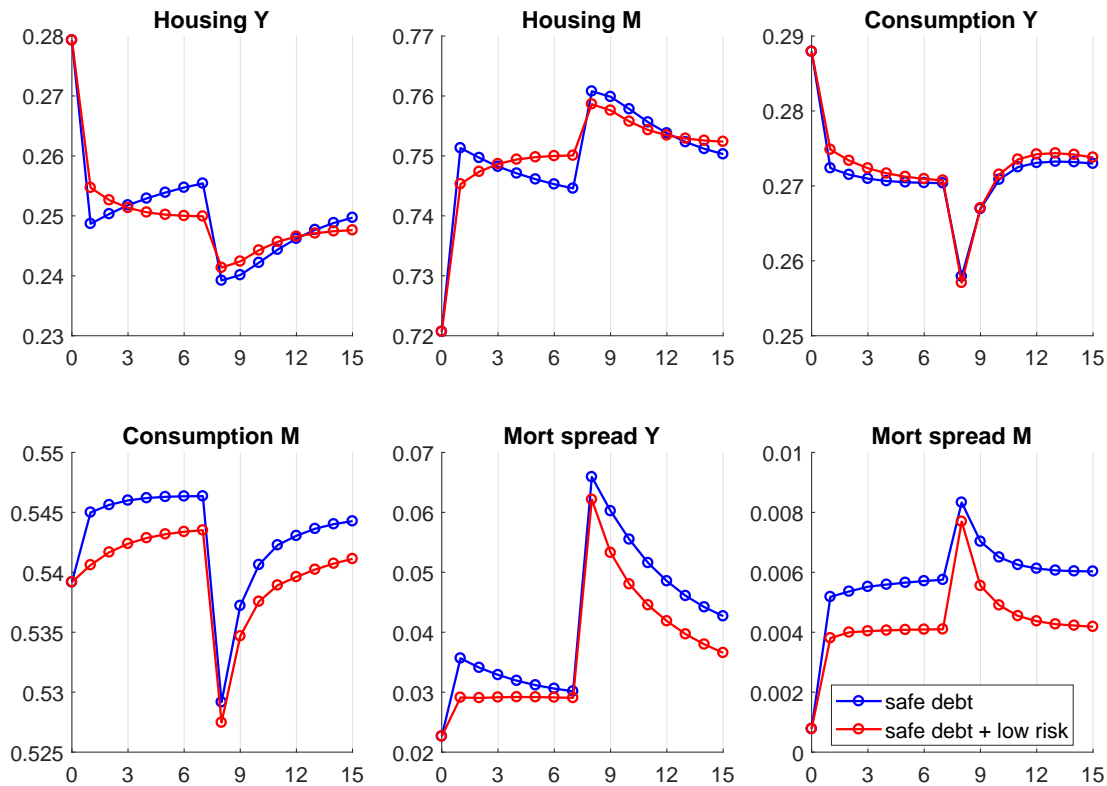 Housing Y
0.28
0.27
0.26
0.25
0.24
0.23
0 3 6 9 12 15
Housing M
0.77
0.76
0.75
0.74
0.73
0.72
0 3 6 9 12 15
Consumption Y
0.29
0.28
0.27
0.26
0.25
0 3 6 9 12 15
Consumption M
0.55
0.545
0.54
0.535
0.53
0.525
0 3 6 9 12 15
Mort spread Y
0.07
0.06
0.05
0.04
0.03
0.02
0 3 6 9 12 15
Mort spread M
0.01
0.008
0.006
0.004
0.002
0
0 3 6 9 12 15
safe debt
safe debt + low risk